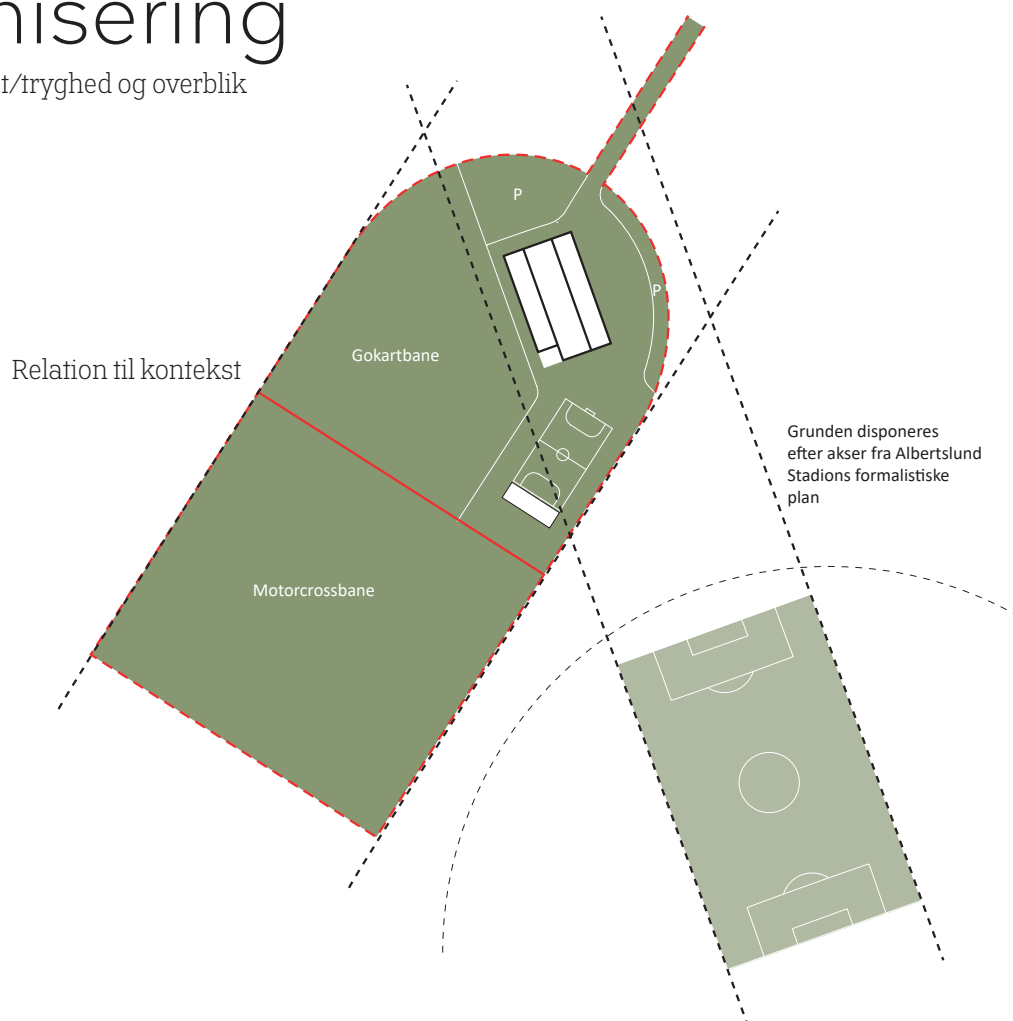 nisering
t/tryghed og overblik
P
P
Gokartbane
Relation til kontekst
Grunden disponeres
efter akser fra Albertslund
Stadions formalistiske
plan
Motorcrossbane